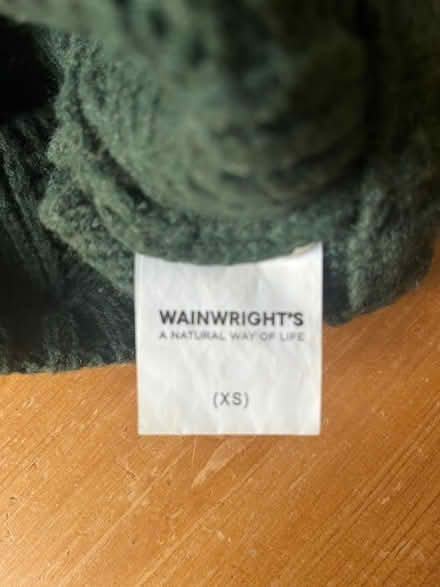 WAINWRIGHT'S
A NATURAL WAY OF LIFE
(XS)